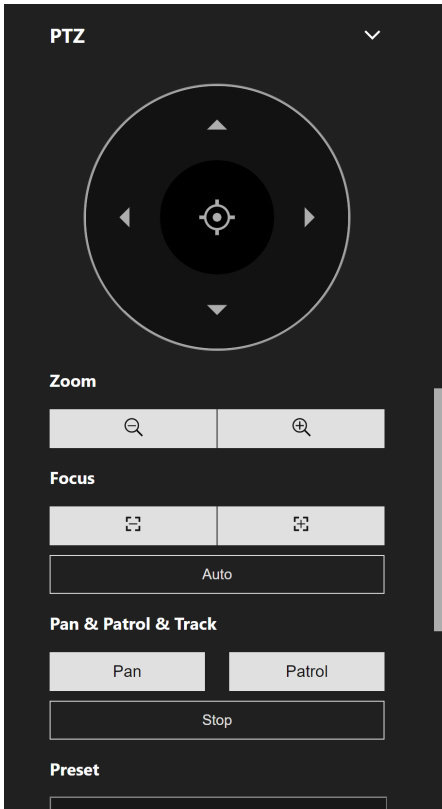 PTZ
Zoom
Focus
Auto
Pan & Patrol & Track
Pan
Patrol
Stop
Preset